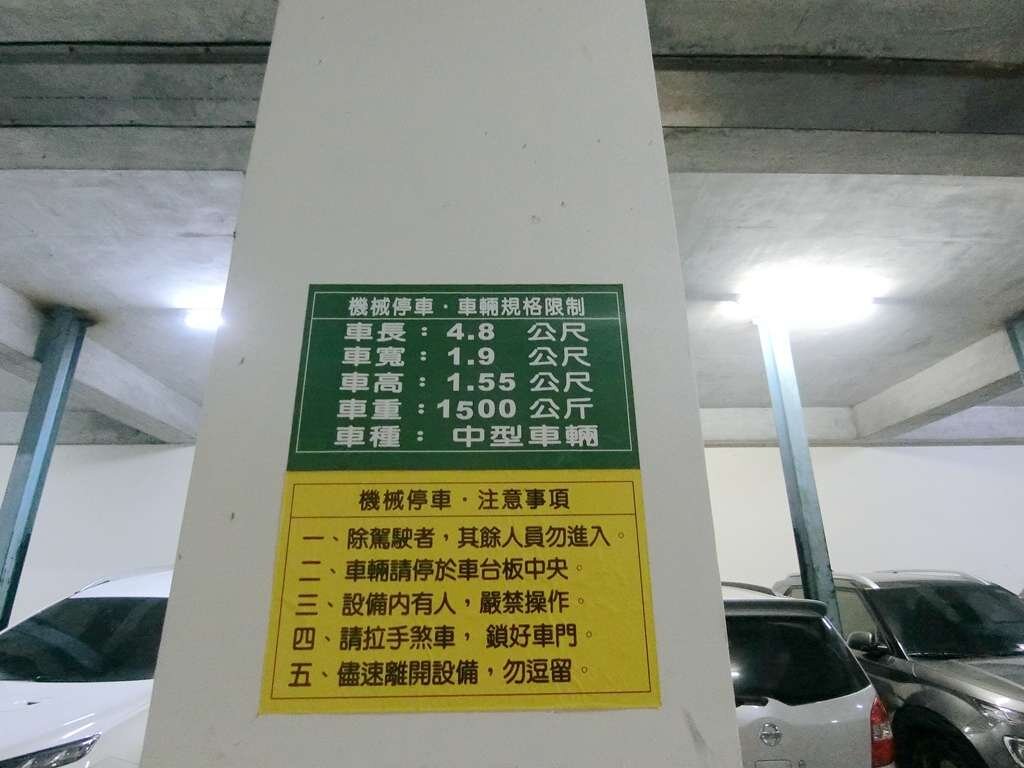 機械停車·車輛規格限制
車長：4.8 公尺
車寬：1.9 公尺
車高：1.55 公尺
車重：1500 公斤
車種：中型車輛
機械停車·注意事項
一、除駕駛者，其餘人員勿進入。
二、車輛請停於車台板中央。
三、設備內有人，嚴禁操作。
四、請拉手煞車，鎖好車門。
五、儘速離開設備，勿逗留。